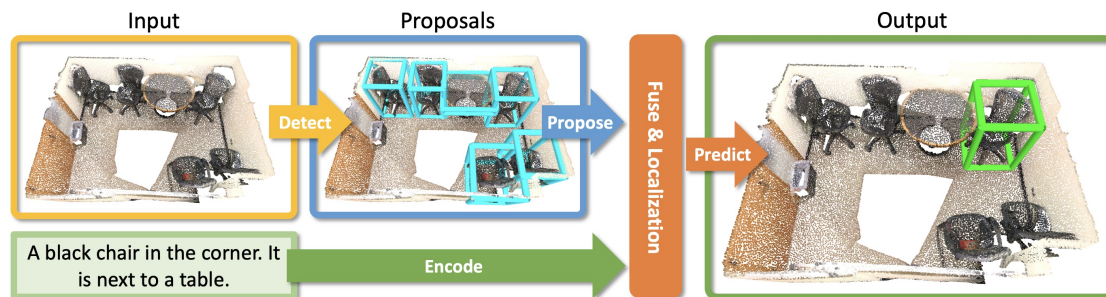 Input
Proposals
Output
Detect
Propose
Fuse & Localization
Predict
A black chair in the corner. It
is next to a table.
Encode